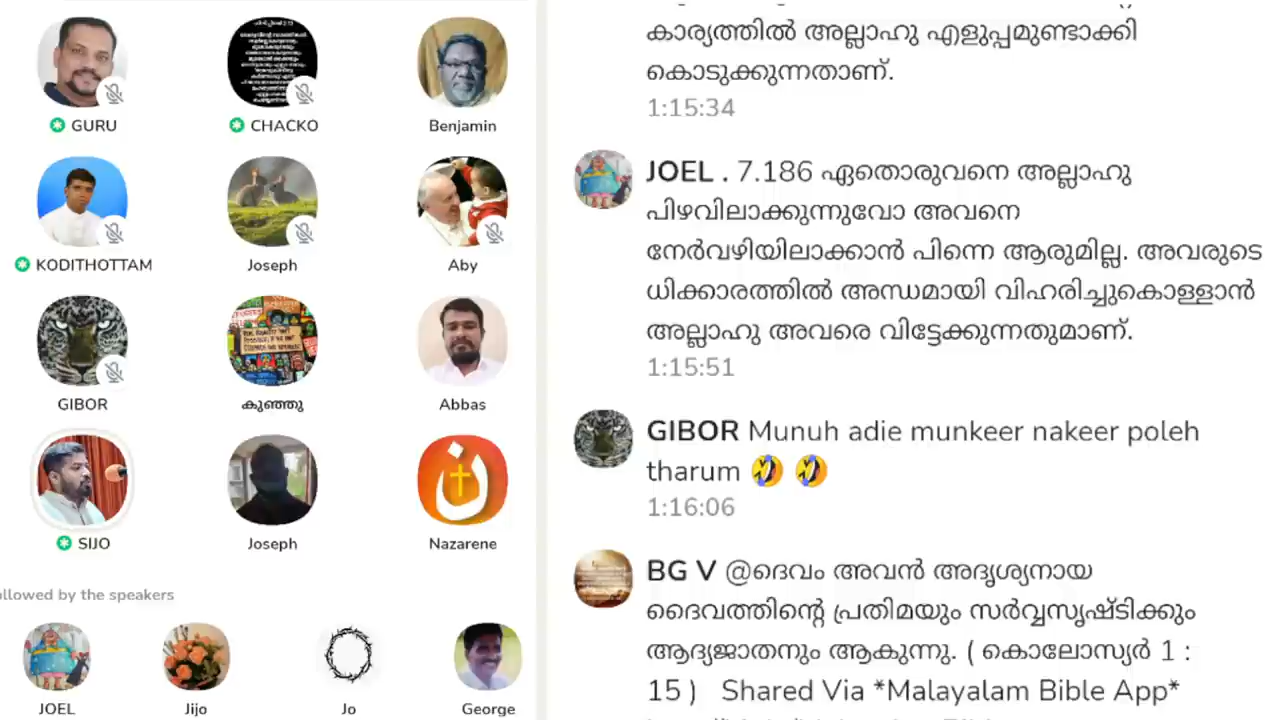 GURU
CHACKO
Benjamin
KODITHOTTAM
Joseph
Aby
GIBOR
കുഞ്ഞു
Abbas
SIJO
Joseph
Nazarene
ollowed by the speakers
JOEL
Jijo
Jo
George
കാര്യത്തിൽ അല്ലാഹു എളുപ്പമുണ്ടാക്കി
കൊടുക്കുന്നതാണ്.
1:15:34
JOEL . 7.186 ഏതൊരുവനെ അല്ലാഹു
പിഴവിലാക്കുന്നുവോ അവനെ
നേർവഴിയിലാക്കാൻ പിന്നെ ആരുമില്ല. അവരുടെ
ധിക്കാരത്തിൽ അന്ധമായി വിഹരിച്ചുകൊള്ളാൻ
അല്ലാഹു അവരെ വിട്ടേക്കുന്നതുമാണ്.
1:15:51
GIBOR Munuh adie munkeer nakeer poleh
tharum 🤣 🤣
1:16:06
BG V @ദൈവം അവൻ അദൃശ്യനായ
ദൈവത്തിന്റെ പ്രതിമയും സർവ്വസൃഷ്ടിക്കും
ആദ്യജാതനും ആകുന്നു. ( കൊലോസ്യർ 1 :
15 ) Shared Via *Malayalam Bible App*